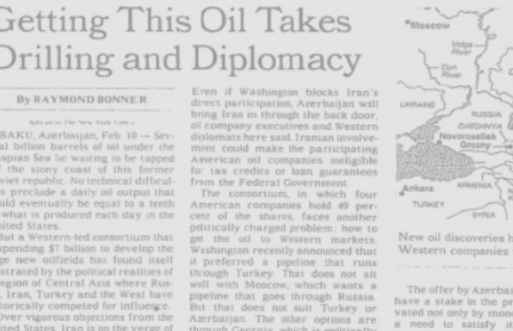 Getting This Oil Takes
Drilling and Diplomacy
By RAYMOND BONNER
Special to The New York Times
BAKU, Azerbaijan, Feb. 10 — Sev-
al billion barrels of oil under the
spian Sea lie waiting to be tapped
f the stony coast of this former
viet republic. No technical difficul-
s preclude a daily oil output that
uld eventually be equal to a tenth
what is produced each day in the
ited States.
But a Western-led consortium that
spending $7 billion to develop the
ge new oilfields has found itself
strated by the political realities of
region of Central Asia where Rus-
, Iran, Turkey and the West have
torically competed for influence.
Over vigorous objections from the
ited States, Iran is on the verge of
Even if Washington blocks Iran's
direct participation, Azerbaijan will
bring Iran in through the back door,
oil company executives and Western
diplomats here said. Iranian involve-
ment could make the participating
American oil companies ineligible
for tax credits or loan guarantees
from the Federal Government.
The consortium, in which four
American companies hold 40 per-
cent of the shares, faces another
politically charged problem: how to
get the oil to Western markets.
Washington recently announced that
it preferred a pipeline that runs
through Turkey. That does not sit
well with Moscow, which wants a
pipeline that goes through Russia.
But that does not suit Turkey or
Azerbaijan. The other options are
through Georgia, which is
Moscow
Volga
River
Don
River
UKRAINE
RUSSIA
CHECHNYA
Novorossiisk
Grozny
Ankara
ARMENIA
TURKEY
SYRIA
New oil discoveries h
Western companies
The offer by Azerbai
have a stake in the pr
vated not only by mon
a need to satisfy i